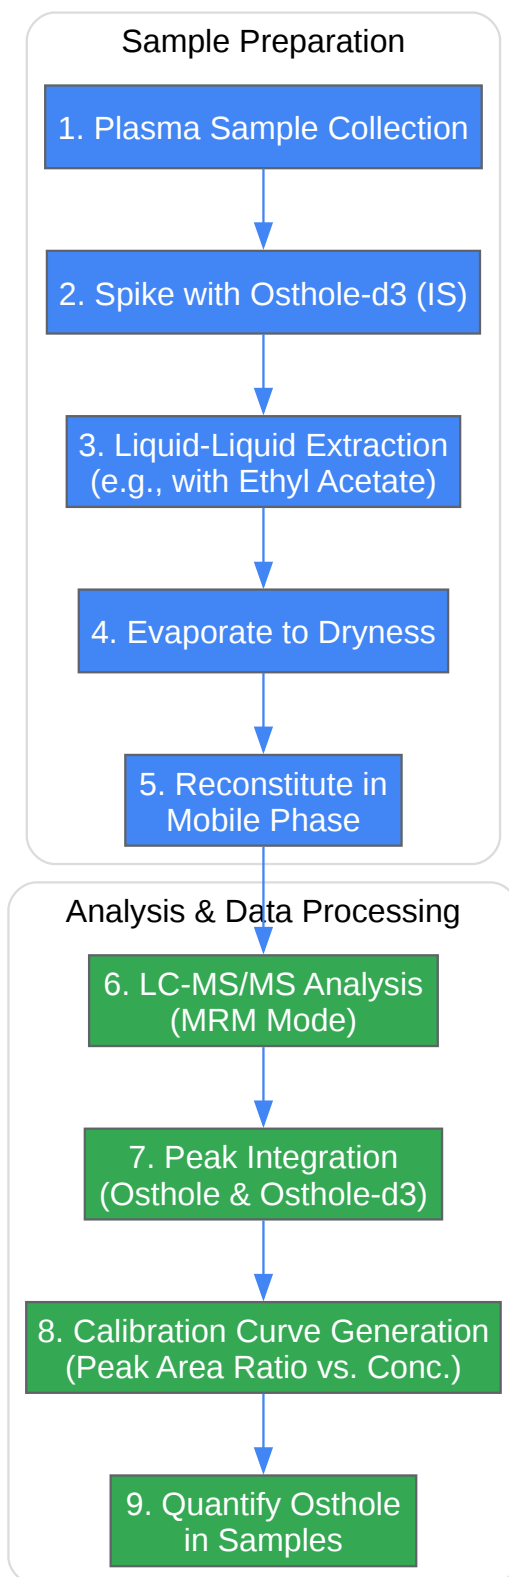 Sample Preparation
1. Plasma Sample Collection
2. Spike with Osthole-d3 (IS)
3. Liquid-Liquid Extraction
(e.g., with Ethyl Acetate)
4. Evaporate to Dryness
5. Reconstitute in
Mobile Phase
Analysis & Data Processing
6. LC-MS/MS Analysis
(MRM Mode)
7. Peak Integration
(Osthole & Osthole-d3)
8. Calibration Curve Generation
(Peak Area Ratio vs. Conc.)
9. Quantify Osthole
in Samples